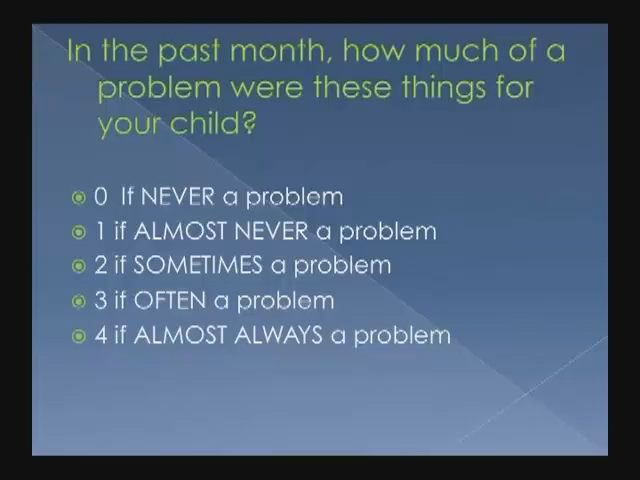 In the past month, how much of a
problem were these things for
your child?
0 If NEVER a problem
1 if ALMOST NEVER a problem
2 if SOMETIMES a problem
3 if OFTEN a problem
4 if ALMOST ALWAYS a problem